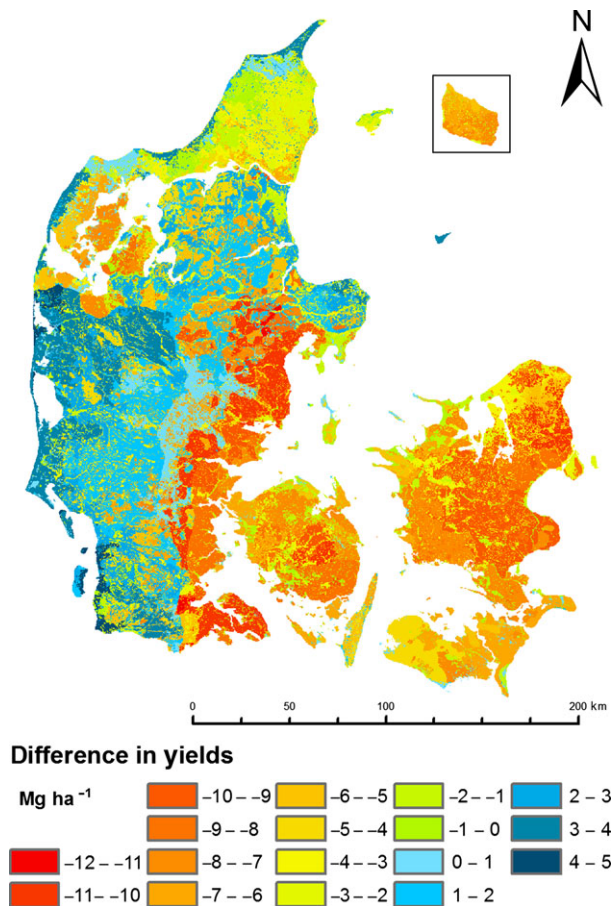 N
0 50 100 200 km
Difference in yields
Mg ha⁻¹
−10 – −9 −6 – −5 −2 – −1 2 – 3
−9 – −8 −5 – −4 −1 – 0 3 – 4
−12 – −11 −8 – −7 −4 – −3 0 – 1 4 – 5
−11 – −10 −7 – −6 −3 – −2 1 – 2